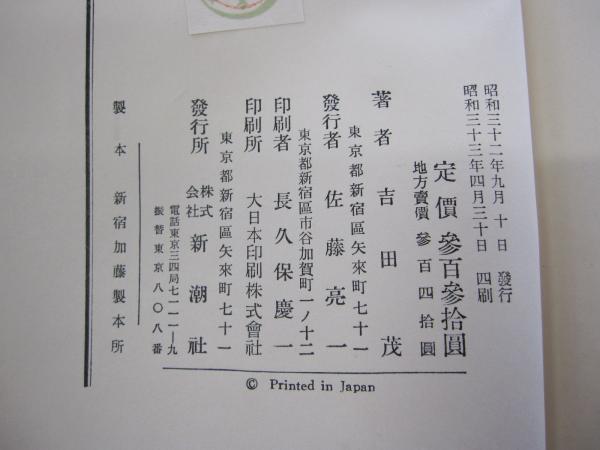 昭和三十二年九月 十 日 發行
昭和三十三年四月三十日 四刷
定價 參百參拾圓
地方賣價 參百四拾圓
著者 吉田茂
東京都新宿區矢來町七十一
發行者 佐藤亮一
東京都新宿區市谷加賀町一ノ十二
印刷者 長久保慶一
印刷所 大日本印刷株式會社
東京都新宿區矢來町七十一
發行所 株式会社 新潮社
電話東京三四局七一一一―九
振替東京八〇八番
製本 新宿加藤製本所
© Printed in Japan